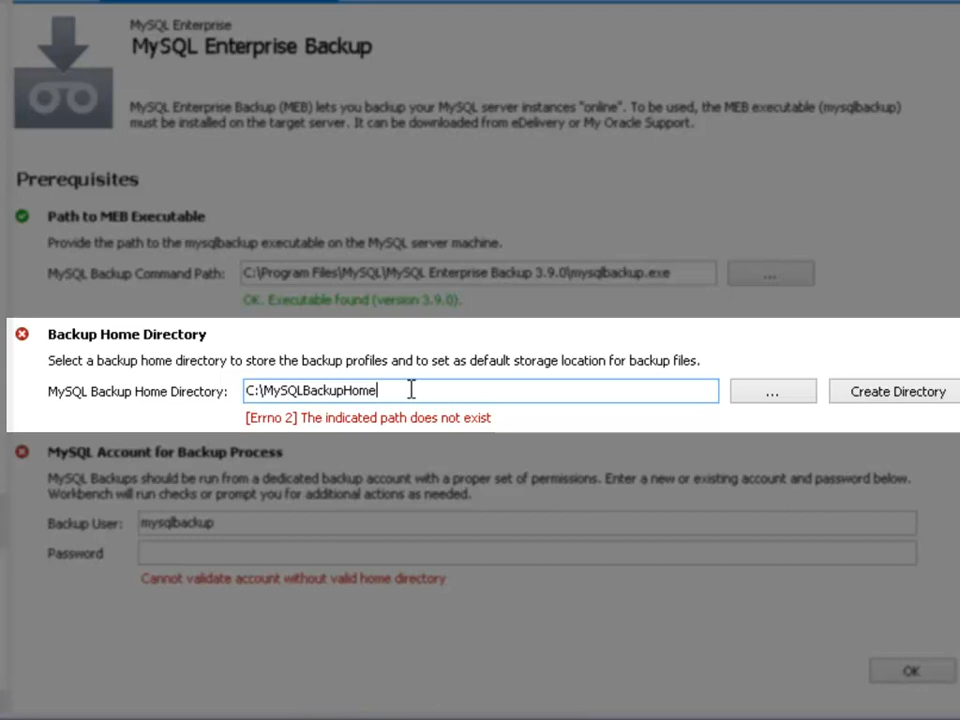 MySQL Enterprise
MySQL Enterprise Backup
MySQL Enterprise Backup (MEB) lets you backup your MySQL server instances "online". To be used, the MEB executable (mysqlbackup)
must be installed on the target server. It can be downloaded from eDelivery or My Oracle Support.
Prerequisites
Path to MEB Executable
Provide the path to the mysqlbackup executable on the MySQL server machine.
MySQL Backup Command Path: C:\Program Files\MySQL\MySQL Enterprise Backup 3.9.0\mysqlbackup.exe ...
OK. Executable found (version 3.9.0).
Backup Home Directory
Select a backup home directory to store the backup profiles and to set as default storage location for backup files.
MySQL Backup Home Directory: C:\MySQLBackupHome ... Create Directory
[Errno 2] The indicated path does not exist
MySQL Account for Backup Process
MySQL Backups should be run from a dedicated backup account with a proper set of permissions. Enter a new or existing account and password below.
Workbench will run checks or prompt you for additional actions as needed.
Backup User: mysqlbackup
Password
Cannot validate account without valid home directory
OK